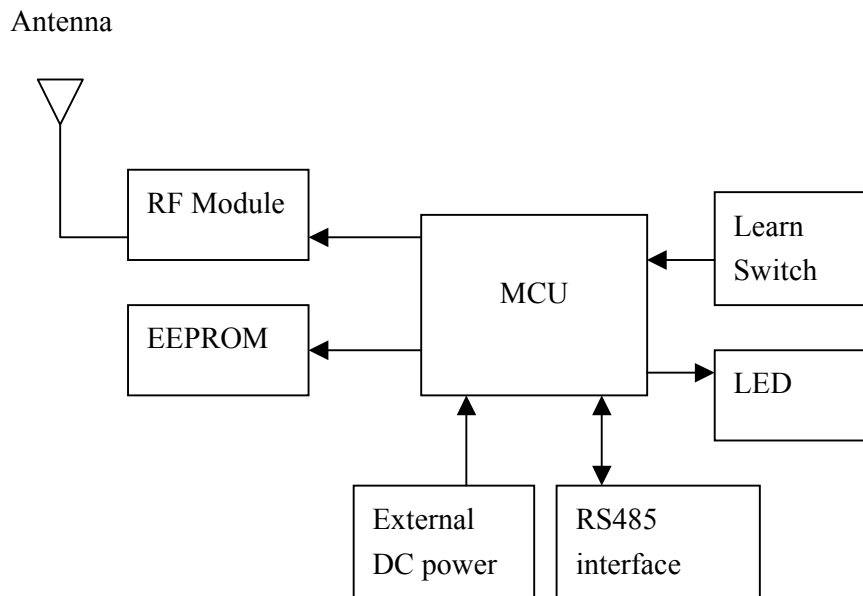 Antenna
RF Module
Learn
Switch
MCU
EEPROM
LED
External
DC power
RS485
interface